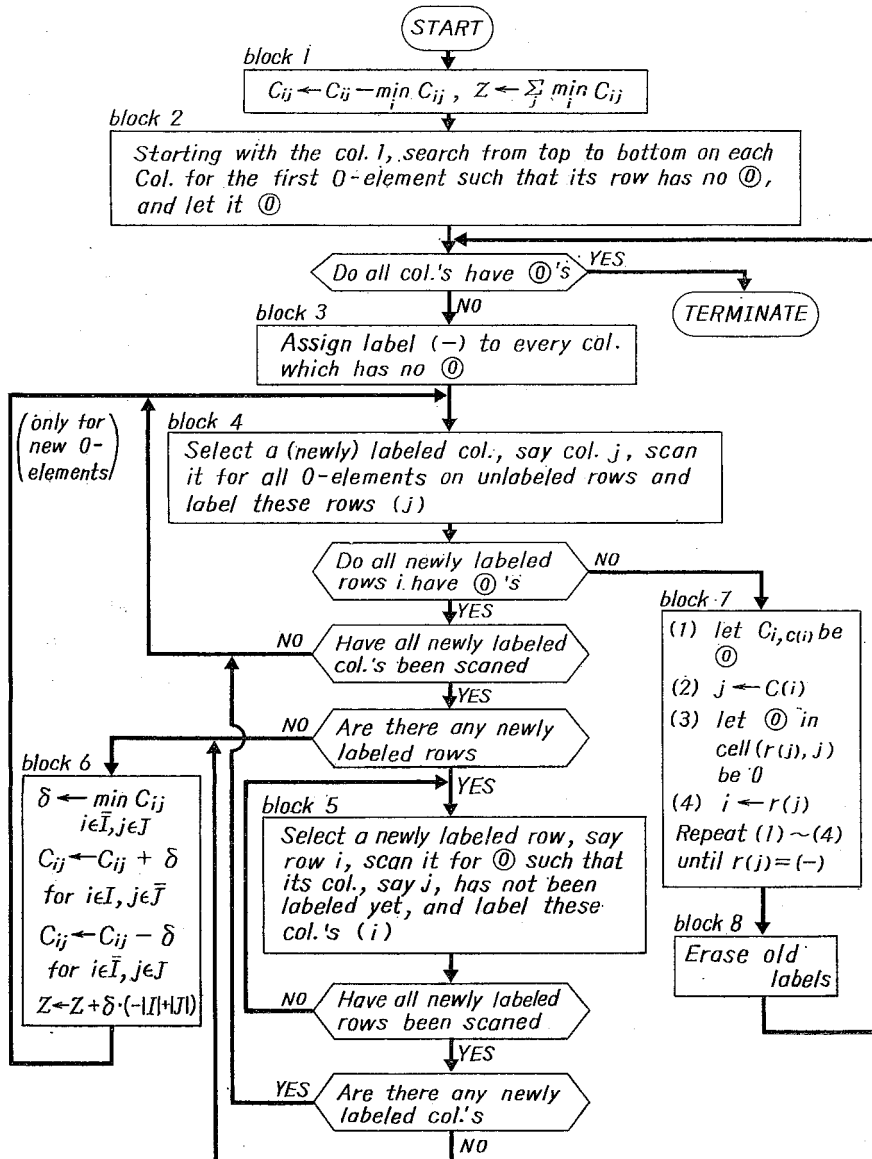 START
block 1
C_ij ← C_ij − min_i C_ij , Z ← Σ_j min_i C_ij
block 2
Starting with the col. 1, search from top to bottom on each
Col. for the first 0-element such that its row has no ⓪,
and let it ⓪
Do all col.'s have ⓪'s
YES
TERMINATE
NO
block 3
Assign label (−) to every col.
which has no ⓪
(only for
new 0-
elements)
block 4
Select a (newly) labeled col., say col. j, scan
it for all 0-elements on unlabeled rows and
label these rows (j)
Do all newly labeled
rows i have ⓪'s
NO
YES
NO
Have all newly labeled
col.'s been scaned
YES
NO
Are there any newly
labeled rows
YES
block 6
δ ← min C_ij
i∈Ī, j∈J
C_ij ← C_ij + δ
for i∈I, j∈J̄
C_ij ← C_ij − δ
for i∈Ī, j∈J
Z ← Z + δ·(−|I|+|J|)
block 5
Select a newly labeled row, say
row i, scan it for ⓪ such that
its col., say j, has not been
labeled yet, and label these
col.'s (i)
NO
Have all newly labeled
rows been scaned
YES
YES
Are there any newly
labeled col.'s
NO
block 7
(1) let C_i,c(i) be
⓪
(2) j ← C(i)
(3) let ⓪ in
cell (r(j), j)
be 0
(4) i ← r(j)
Repeat (1) ~ (4)
until r(j) = (−)
block 8
Erase old
labels